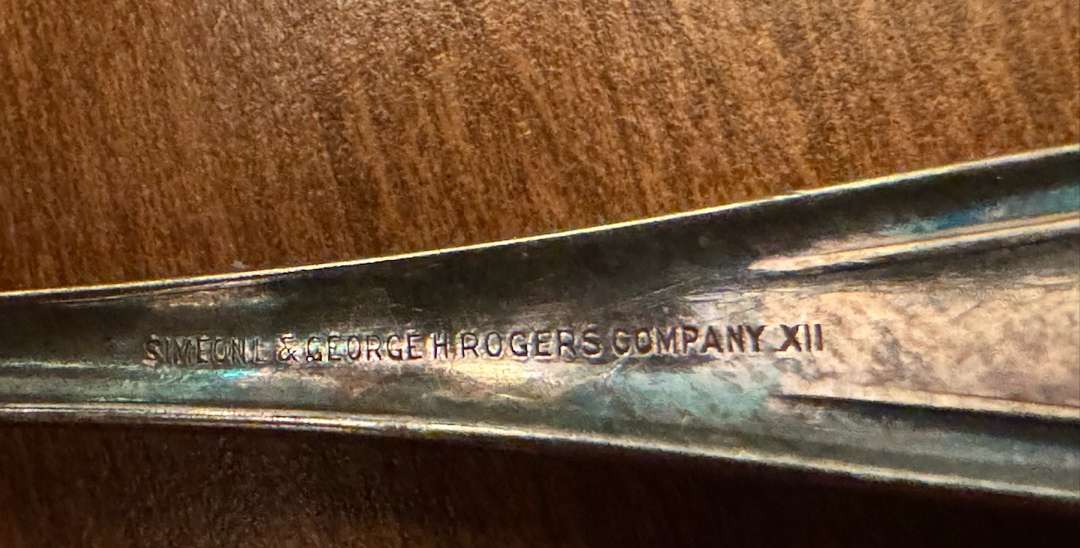 SIMEON L & GEORGE H ROGERS COMPANY XII